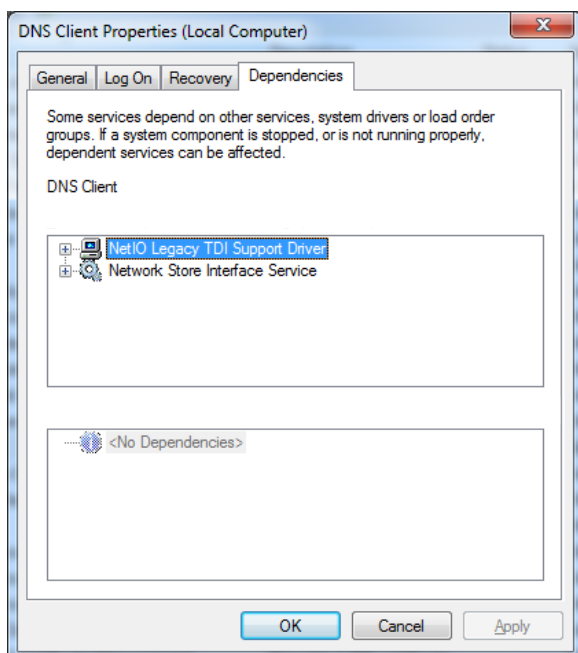 DNS Client Properties (Local Computer)
General Log On Recovery Dependencies
Some services depend on other services, system drivers or load order
groups. If a system component is stopped, or is not running properly,
dependent services can be affected.
DNS Client
NetIO Legacy TDI Support Driver
Network Store Interface Service
<No Dependencies>
OK Cancel Apply